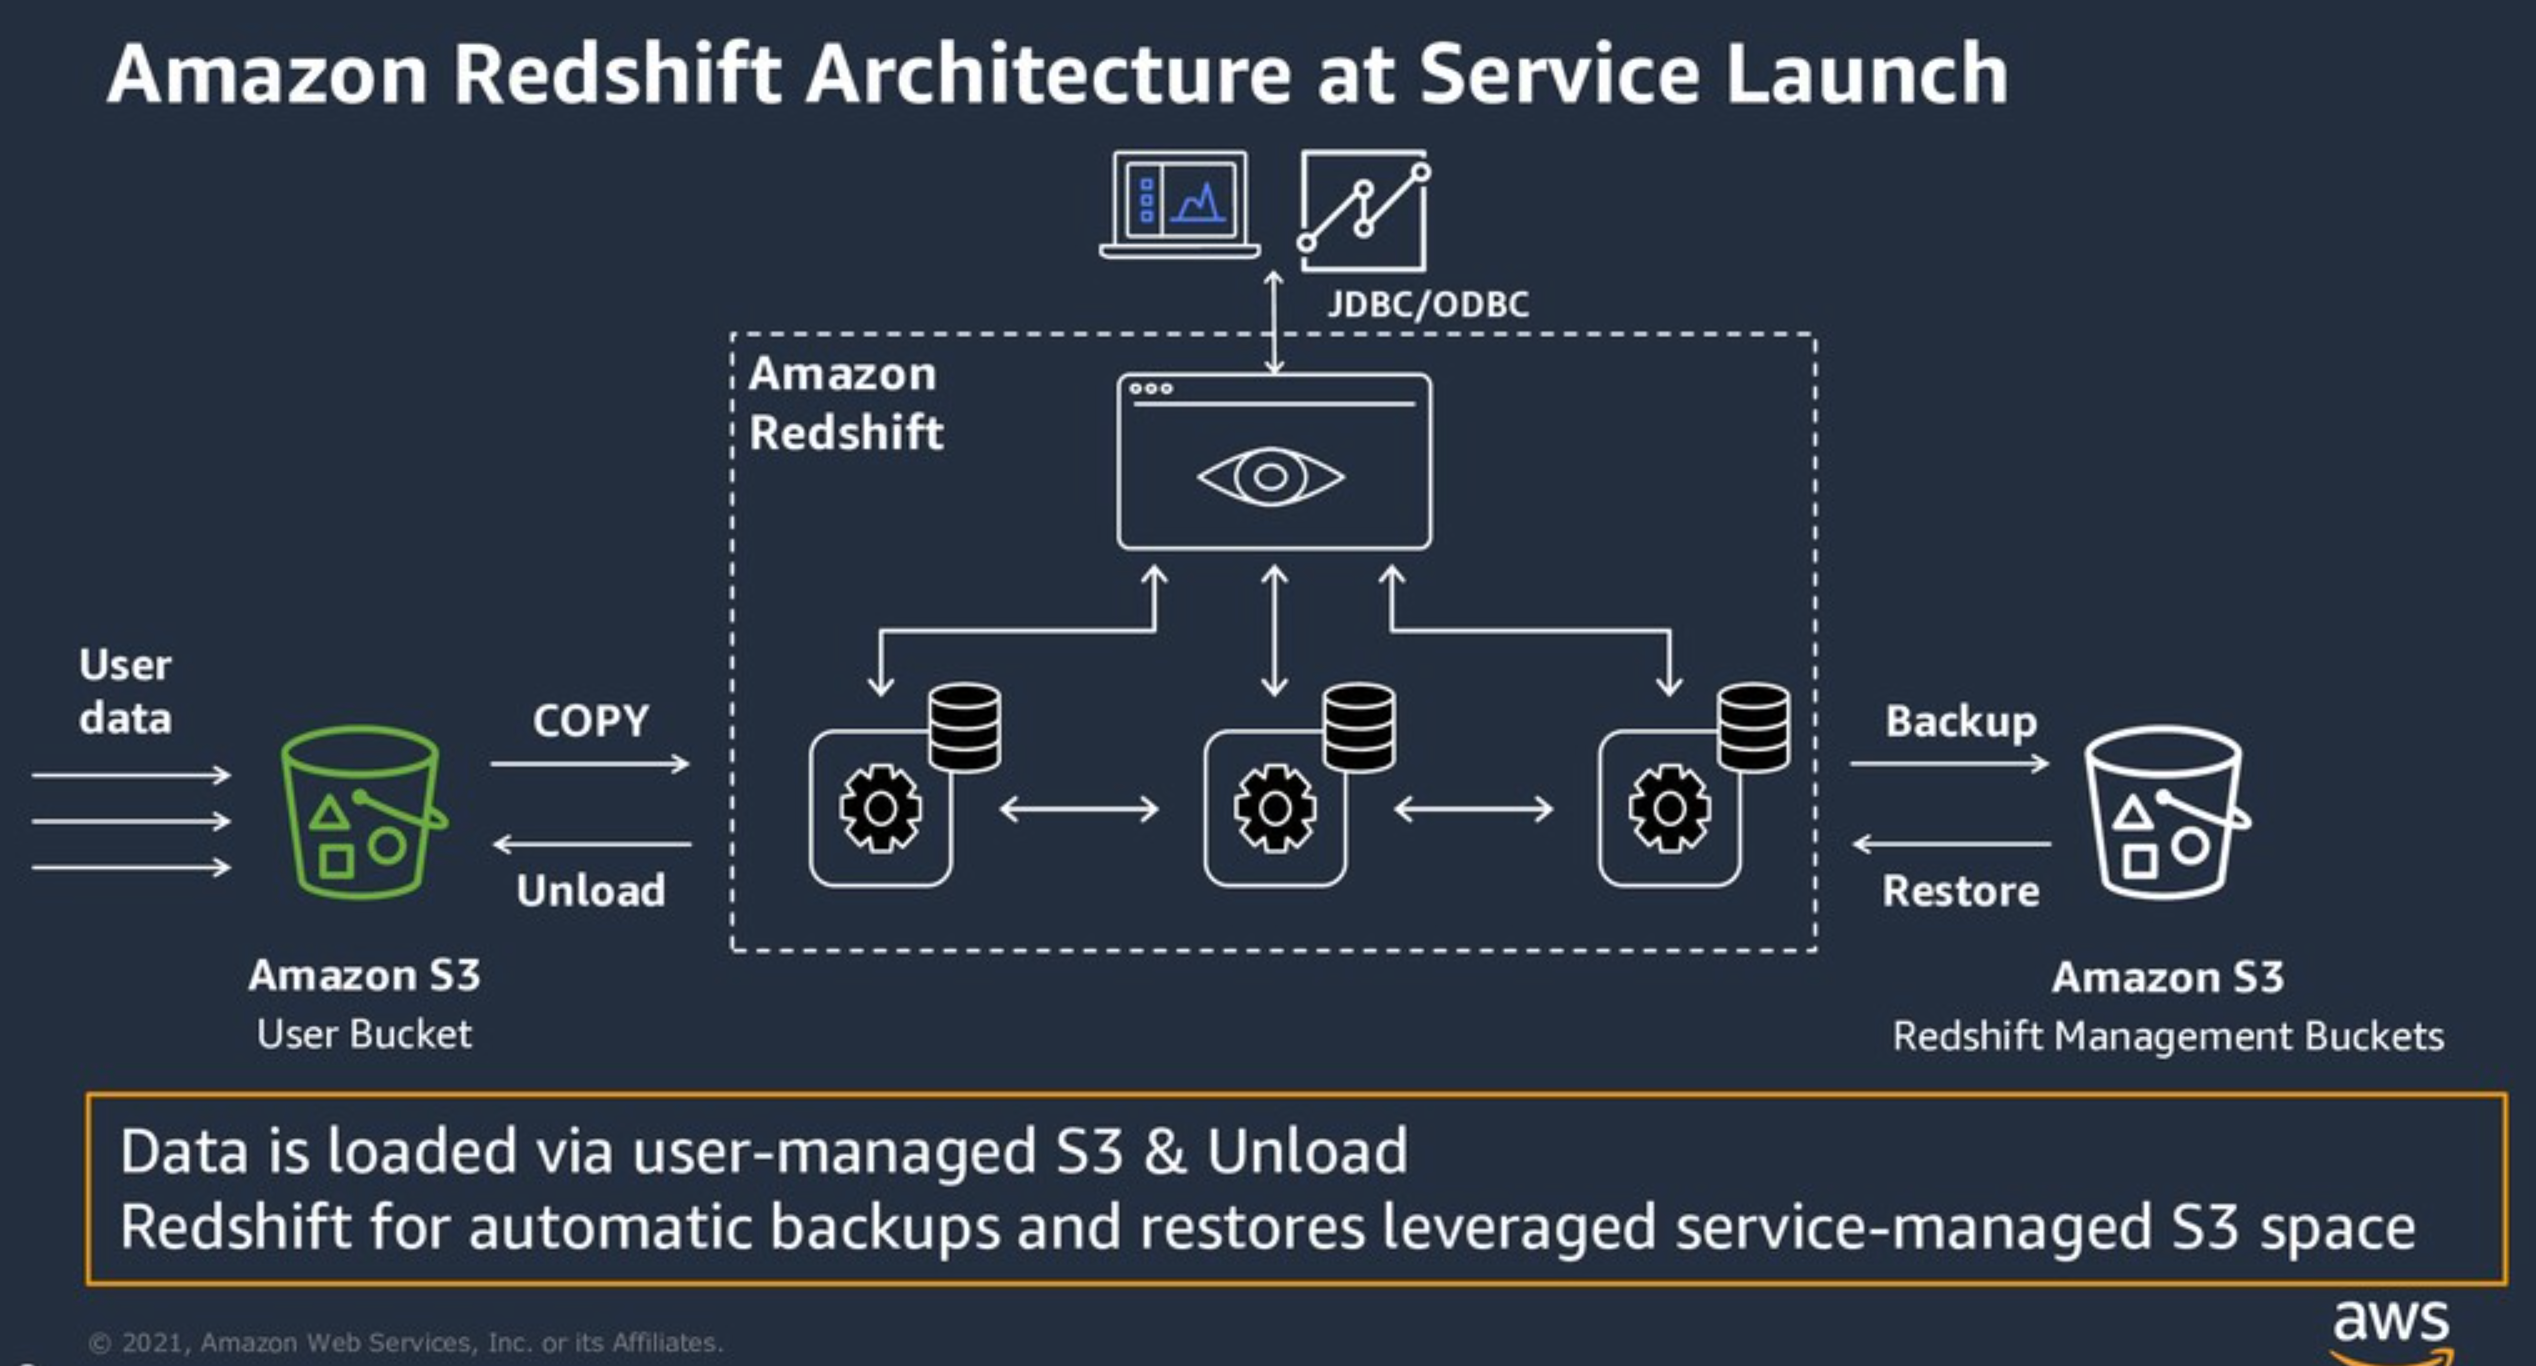 Amazon Redshift Architecture at Service Launch
JDBC/ODBC
Amazon
Redshift
User
data
COPY
Unload
Backup
Restore
Amazon S3
User Bucket
Amazon S3
Redshift Management Buckets
Data is loaded via user-managed S3 & Unload
Redshift for automatic backups and restores leveraged service-managed S3 space
© 2021, Amazon Web Services, Inc. or its Affiliates.
aws